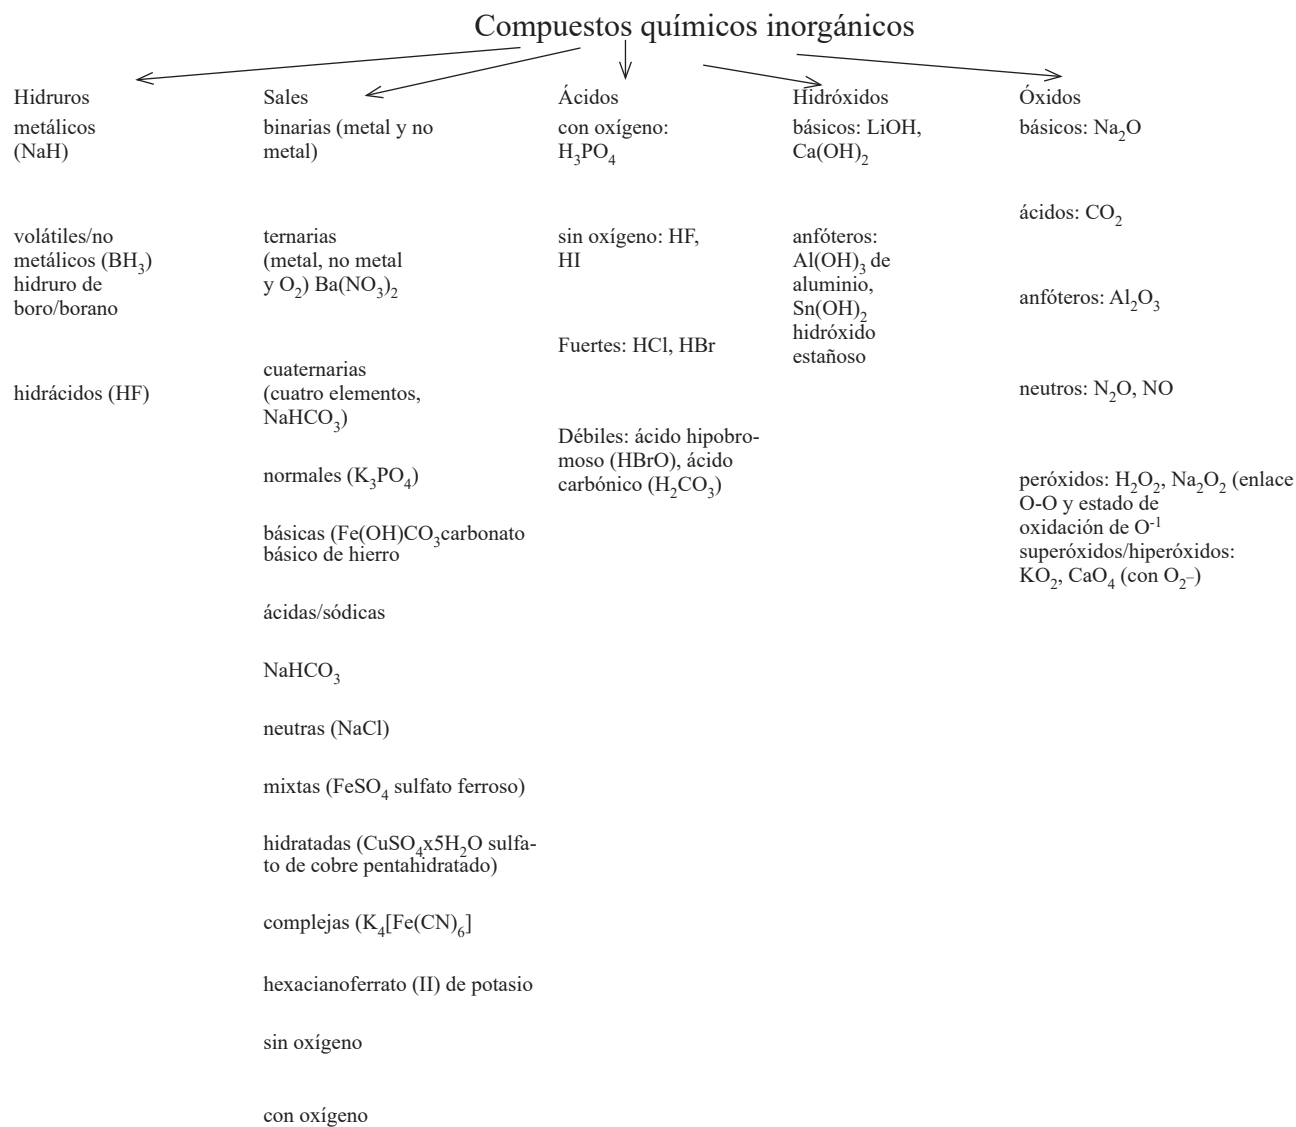 Compuestos químicos inorgánicos
Hidruros
metálicos
(NaH)
volátiles/no
metálicos (BH₃)
hidruro de
boro/borano
hidrácidos (HF)
Sales
binarias (metal y no
metal)
ternarias
(metal, no metal
y O₂) Ba(NO₃)₂
cuaternarias
(cuatro elementos,
NaHCO₃)
normales (K₃PO₄)
básicas (Fe(OH)CO₃carbonato
básico de hierro
ácidas/sódicas
NaHCO₃
neutras (NaCl)
mixtas (FeSO₄ sulfato ferroso)
hidratadas (CuSO₄x5H₂O sulfa-
to de cobre pentahidratado)
complejas (K₄[Fe(CN)₆]
hexacianoferrato (II) de potasio
sin oxígeno
con oxígeno
Ácidos
con oxígeno:
H₃PO₄
sin oxígeno: HF,
HI
Fuertes: HCl, HBr
Débiles: ácido hipobro-
moso (HBrO), ácido
carbónico (H₂CO₃)
Hidróxidos
básicos: LiOH,
Ca(OH)₂
anfóteros:
Al(OH)₃ de
aluminio,
Sn(OH)₂
hidróxido
estañoso
Óxidos
básicos: Na₂O
ácidos: CO₂
anfóteros: Al₂O₃
neutros: N₂O, NO
peróxidos: H₂O₂, Na₂O₂ (enlace
O-O y estado de
oxidación de O⁻¹
superóxidos/hiperóxidos:
KO₂, CaO₄ (con O₂–)